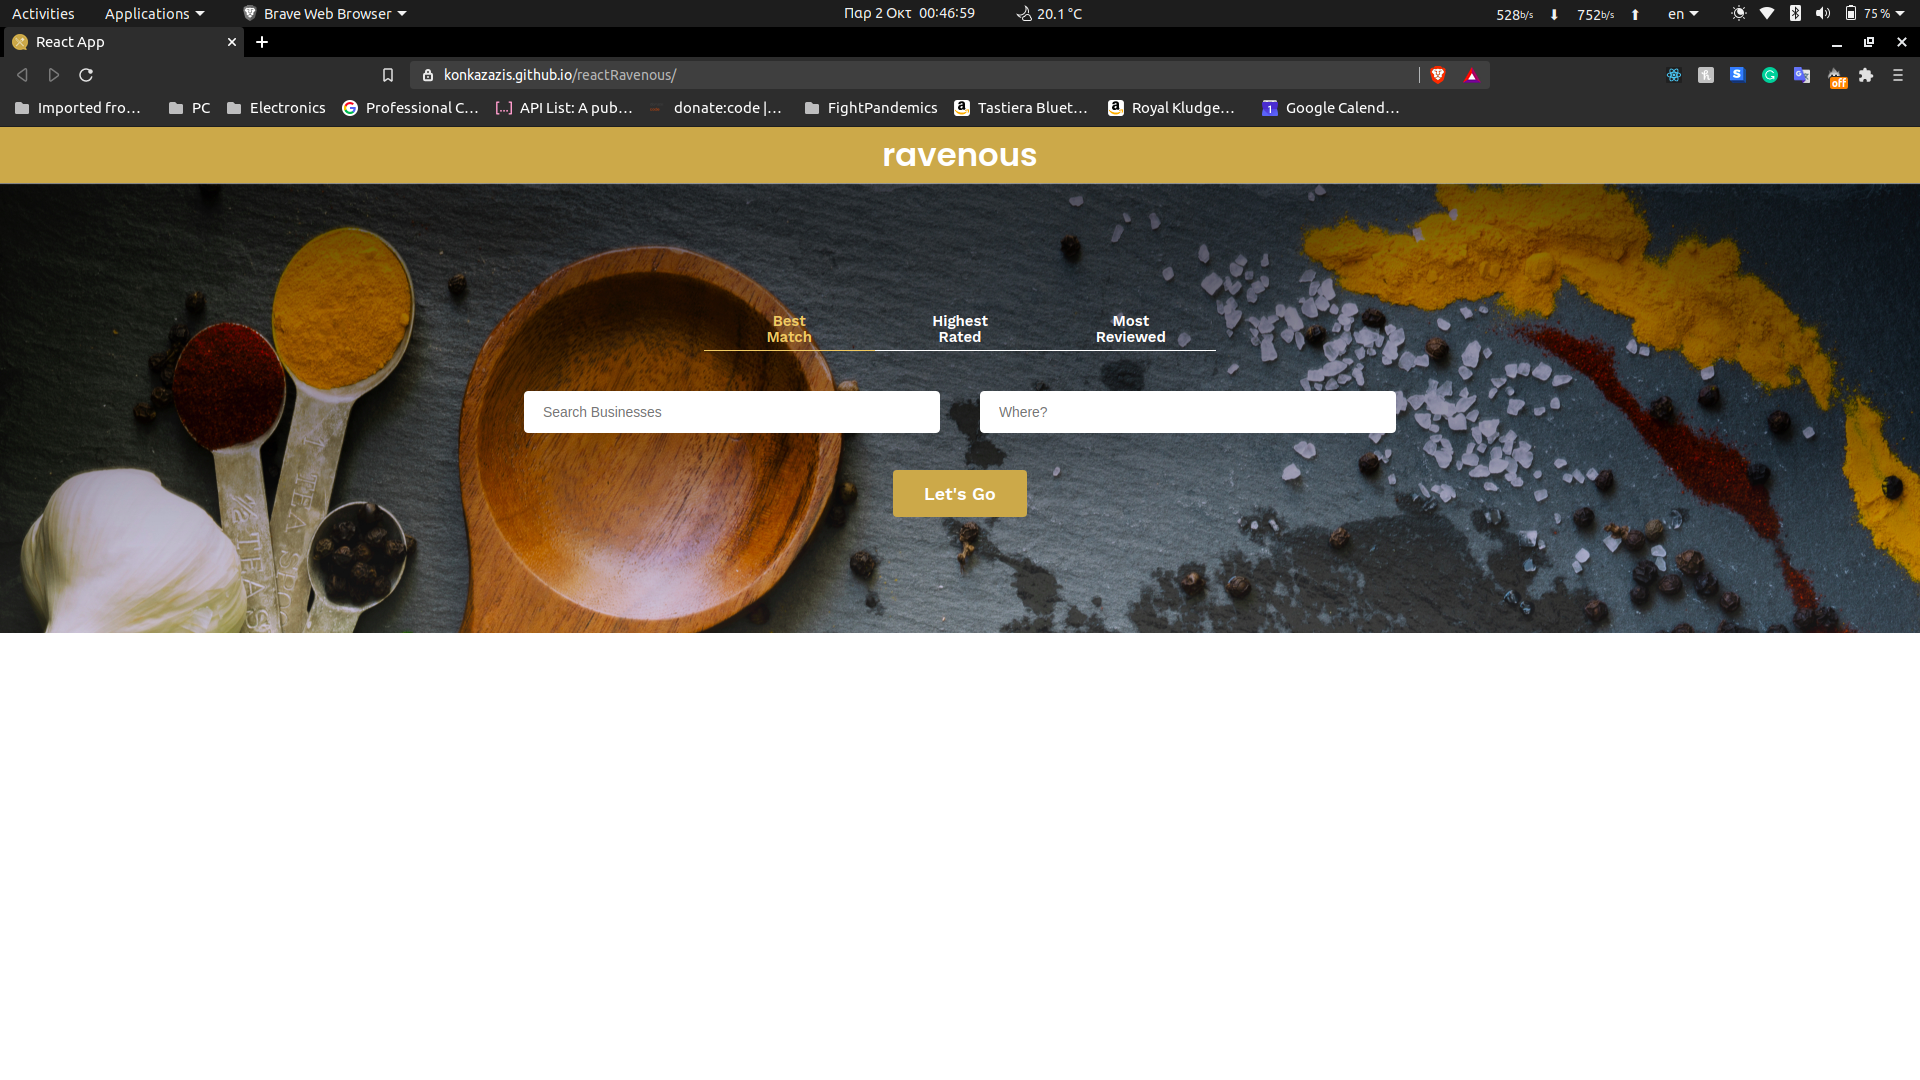 Activities Applications Brave Web Browser Παρ 2 Οκτ 00:46:59 20.1 °C 528b/s 752b/s en 75 %
React App
konkazazis.github.io/reactRavenous/ off
Imported fro… PC Electronics Professional C… API List: A pub… donate:code |… FightPandemics Tastiera Bluet… Royal Kludge… Google Calend…
ravenous
Best Match
Highest Rated
Most Reviewed
Search Businesses Where?
Let's Go